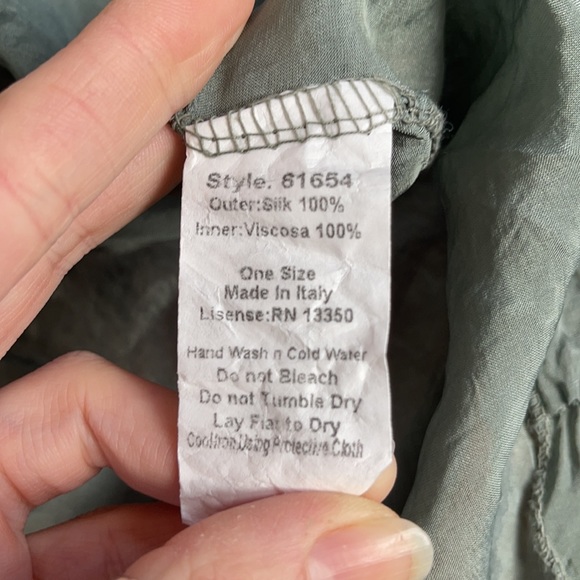 Style. 61654
Outer:Silk 100%
Inner:Viscosa 100%
One Size
Made In Italy
Lisense:RN 13350
Hand Wash n Cold Water
Do not Bleach
Do not Tumble Dry
Lay Flat to Dry
Cool Iron Using Protective Cloth